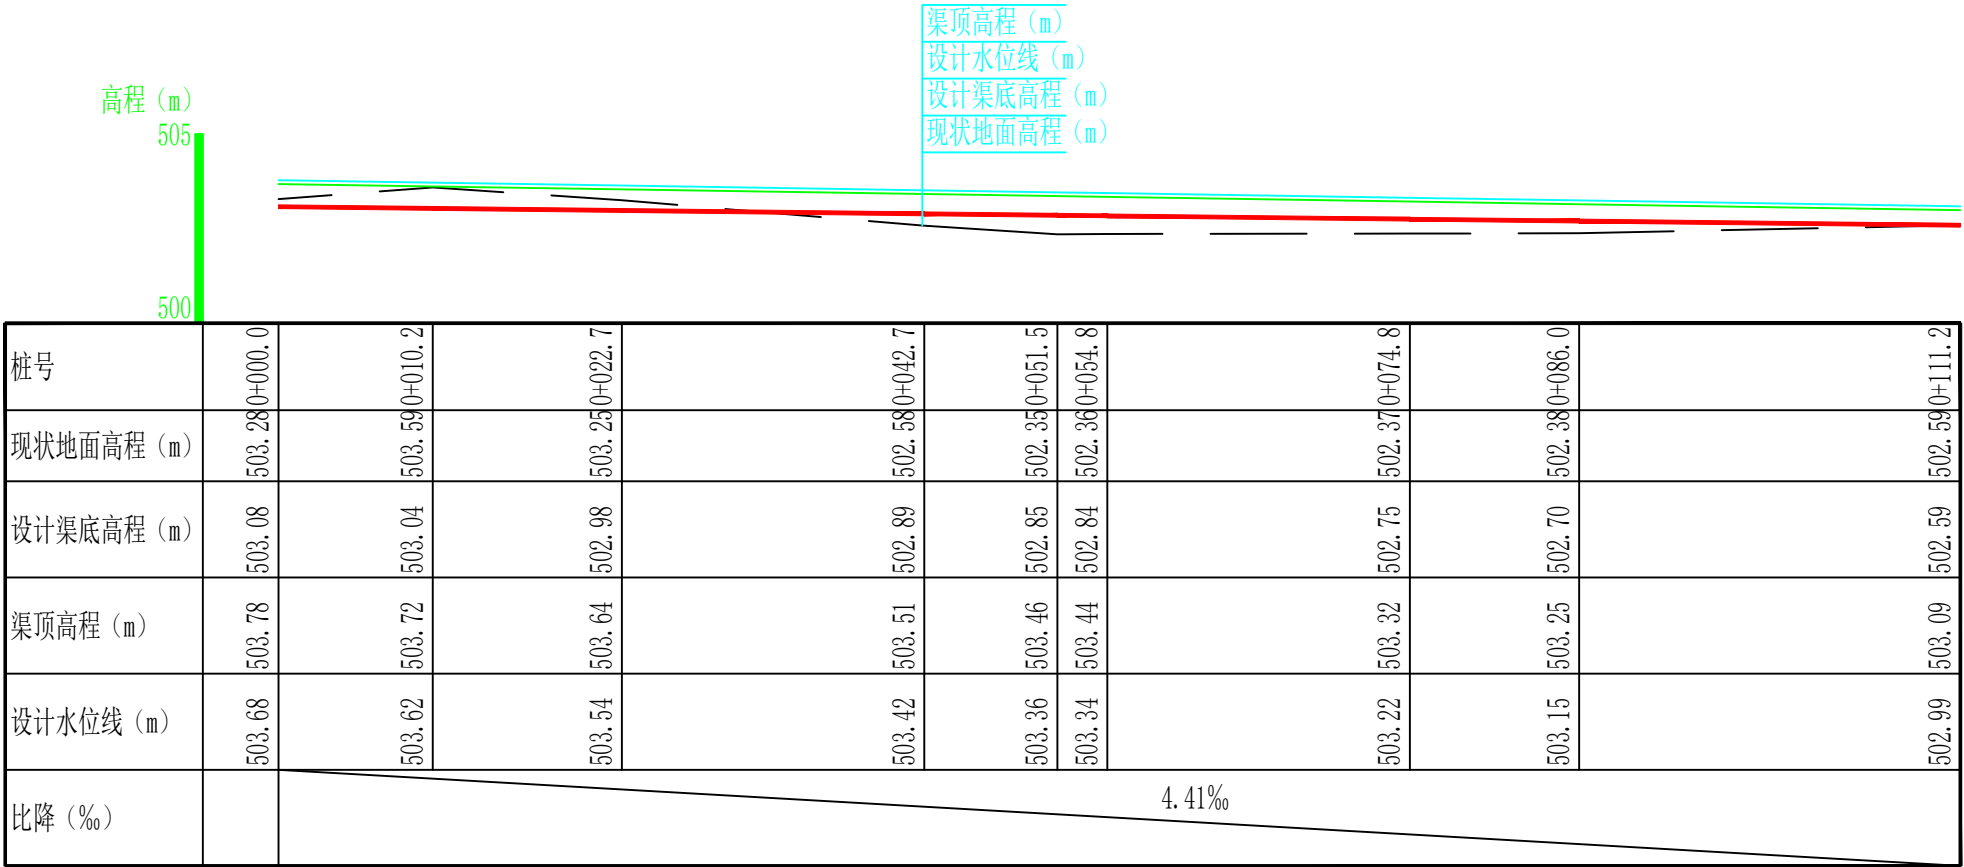 渠顶高程（m）
设计水位线（m）
设计渠底高程（m）
现状地面高程（m）
高程（m）
505
500
桩号 0+000.0 0+010.2 0+022.7 0+042.7 0+051.5 0+054.8 0+074.8 0+086.0 0+111.2
现状地面高程（m） 503.28 503.59 503.25 502.58 502.35 502.36 502.37 502.38 502.59
设计渠底高程（m） 503.08 503.04 502.98 502.89 502.85 502.84 502.75 502.70 502.59
渠顶高程（m） 503.78 503.72 503.64 503.51 503.46 503.44 503.32 503.25 503.09
设计水位线（m） 503.68 503.62 503.54 503.42 503.36 503.34 503.22 503.15 502.99
比降（‰） 4.41‰